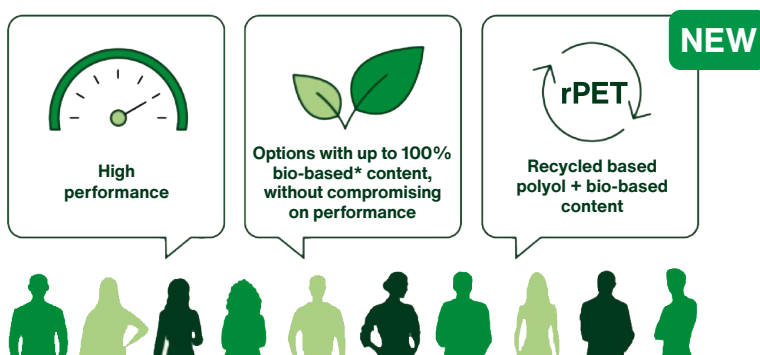 NEW
High
performance
Options with up to 100%
bio-based* content,
without compromising
on performance
rPET
Recycled based
polyol + bio-based
content